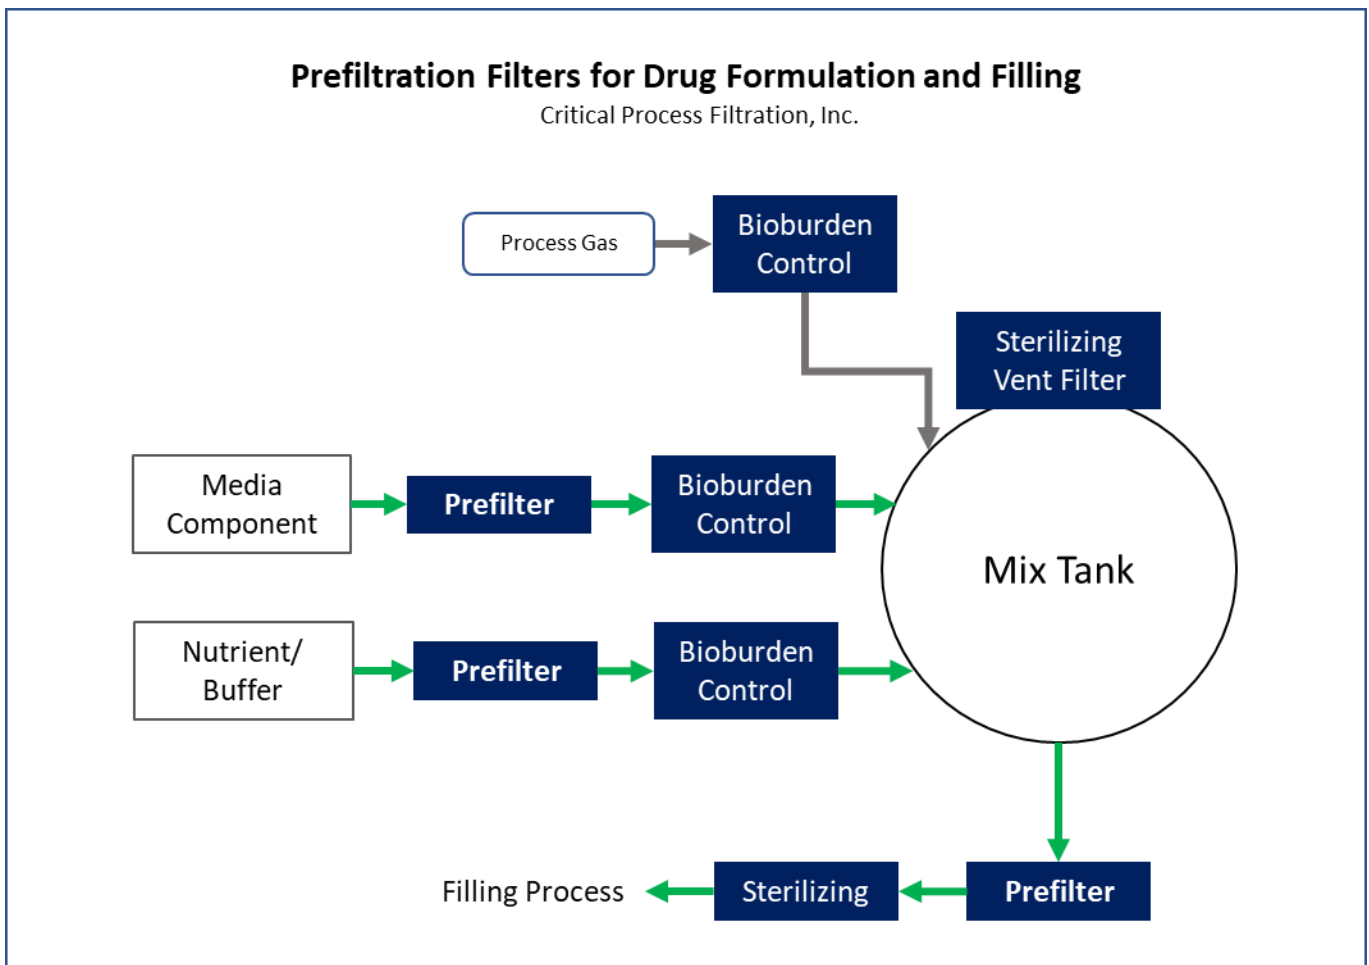 Prefiltration Filters for Drug Formulation and Filling
Critical Process Filtration, Inc.
Process Gas
Bioburden
Control
Sterilizing
Vent Filter
Media
Component
Prefilter
Bioburden
Control
Mix Tank
Nutrient/
Buffer
Prefilter
Bioburden
Control
Filling Process
Sterilizing
Prefilter